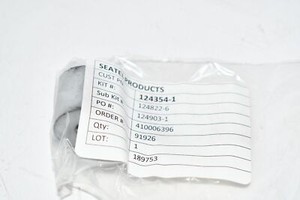 SEATEL PRODUCTS
CUST P
KIT #: 124354-1
Sub Kit # 124822-6
PO #: 124903-1
ORDER # 410006396
Qty: 91926
LOT: 1
189753